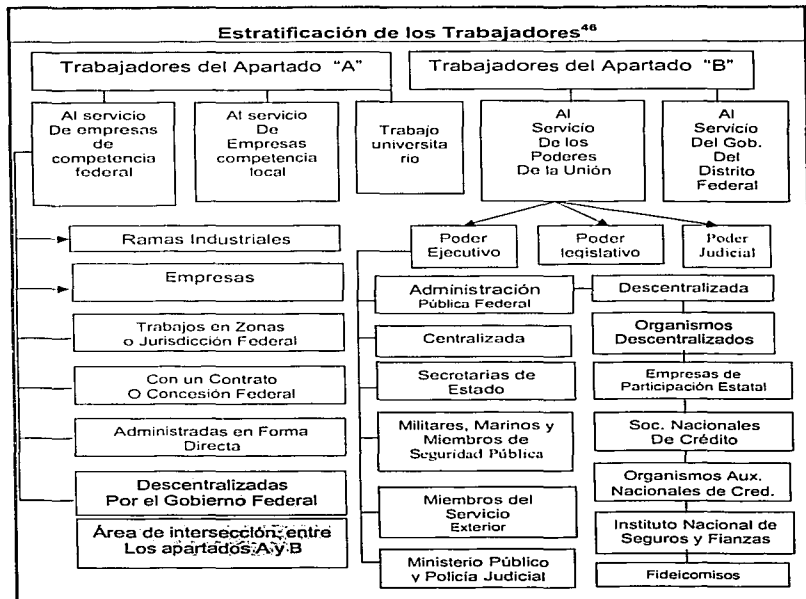 Estratificación de los Trabajadores⁴⁶
Trabajadores del Apartado "A"
Trabajadores del Apartado "B"
Al servicio
De empresas
de
competencia
federal
Al servicio
De
Empresas
competencia
local
Trabajo
universita
rio
Al
Servicio
De los
Poderes
De la Unión
Al
Servicio
Del Gob.
Del
Distrito
Federal
Ramas Industriales
Empresas
Trabajos en Zonas
o Jurisdicción Federal
Con un Contrato
O Concesión Federal
Administradas en Forma
Directa
Descentralizadas
Por el Gobierno Federal
Área de intersección, entre
Los apartados A y B
Poder
Ejecutivo
Poder
legislativo
Poder
Judicial
Administración
Pública Federal
Centralizada
Secretarias de
Estado
Militares, Marinos y
Miembros de
Seguridad Pública
Miembros del
Servicio
Exterior
Ministerio Público
y Policía Judicial
Descentralizada
Organismos
Descentralizados
Empresas de
Participación Estatal
Soc. Nacionales
De Crédito
Organismos Aux.
Nacionales de Cred.
Instituto Nacional de
Seguros y Fianzas
Fideicomisos